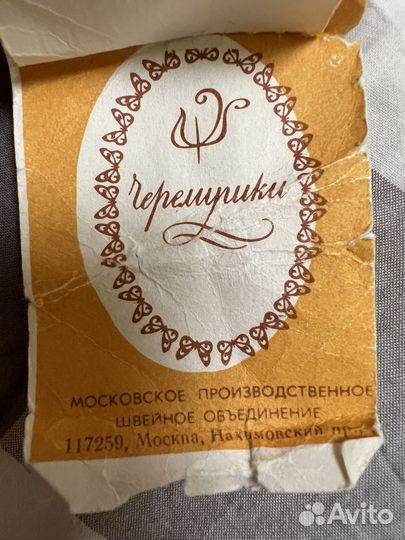 Черемушки
МОСКОВСКОЕ ПРОИЗВОДСТВЕННОЕ
ШВЕЙНОЕ ОБЪЕДИНЕНИЕ
117259, Москва, Нахимовский
Avito